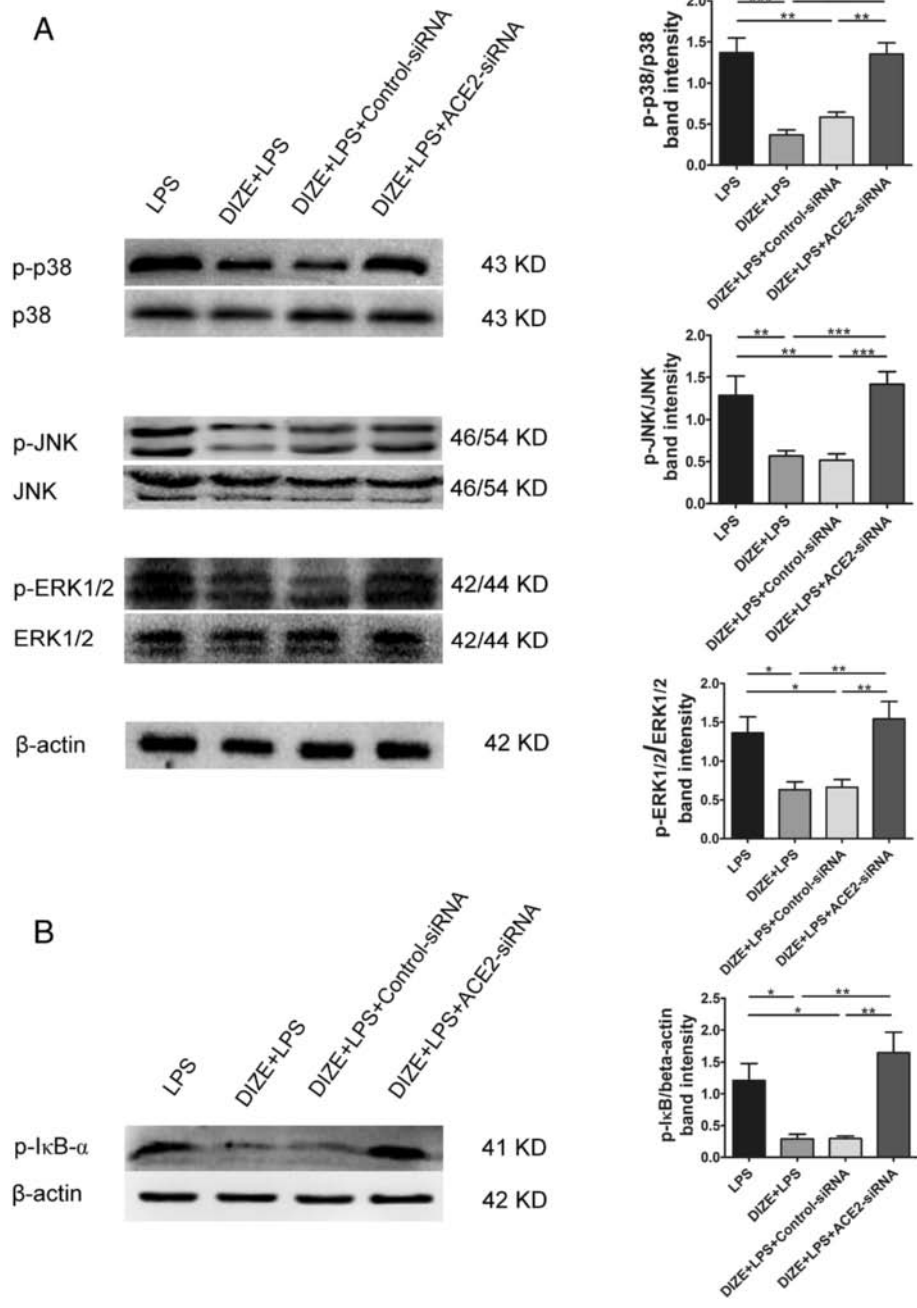 A
LPS
DIZE+LPS
DIZE+LPS+Control-siRNA
DIZE+LPS+ACE2-siRNA
p-p38
43 KD
p38
43 KD
p-JNK
46/54 KD
JNK
46/54 KD
p-ERK1/2
42/44 KD
ERK1/2
42/44 KD
β-actin
42 KD
p-p38/p38
band intensity
2.0
1.5
1.0
0.5
0.0
***
**
**
LPS
DIZE+LPS
DIZE+LPS+Control-siRNA
DIZE+LPS+ACE2-siRNA
p-JNK/JNK
band intensity
2.0
1.5
1.0
0.5
0.0
**
***
**
***
LPS
DIZE+LPS
DIZE+LPS+Control-siRNA
DIZE+LPS+ACE2-siRNA
p-ERK1/2/ERK1/2
band intensity
2.0
1.5
1.0
0.5
0.0
*
**
*
**
LPS
DIZE+LPS
DIZE+LPS+Control-siRNA
DIZE+LPS+ACE2-siRNA
B
LPS
DIZE+LPS
DIZE+LPS+Control-siRNA
DIZE+LPS+ACE2-siRNA
p-IκB-α
41 KD
β-actin
42 KD
p-IκB/beta-actin
band intensity
2.5
2.0
1.5
1.0
0.5
0.0
*
**
*
**
LPS
DIZE+LPS
DIZE+LPS+Control-siRNA
DIZE+LPS+ACE2-siRNA